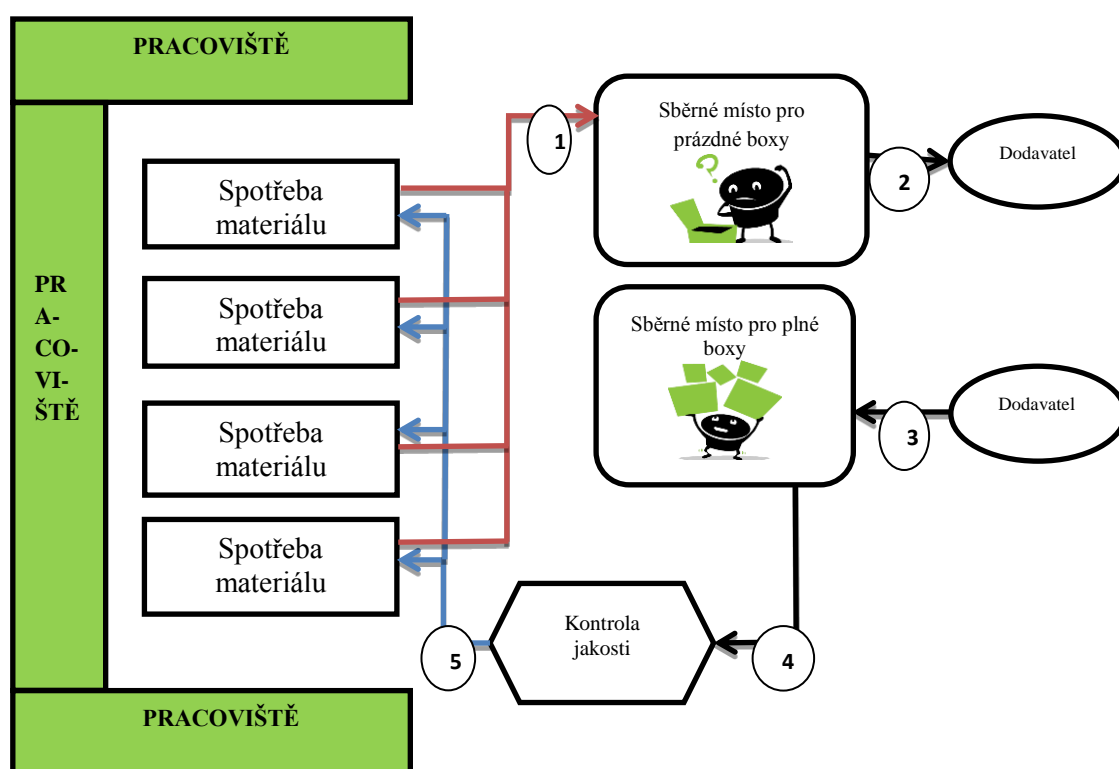 PRACOVIŠTĚ
Sběrné místo pro
prázdné boxy
1
2
Dodavatel
Spotřeba
materiálu
PR
A-
CO-
VI-
ŠTĚ
Spotřeba
materiálu
Sběrné místo pro plné
boxy
3
Dodavatel
Spotřeba
materiálu
Spotřeba
materiálu
Kontrola
jakosti
4
5
PRACOVIŠTĚ